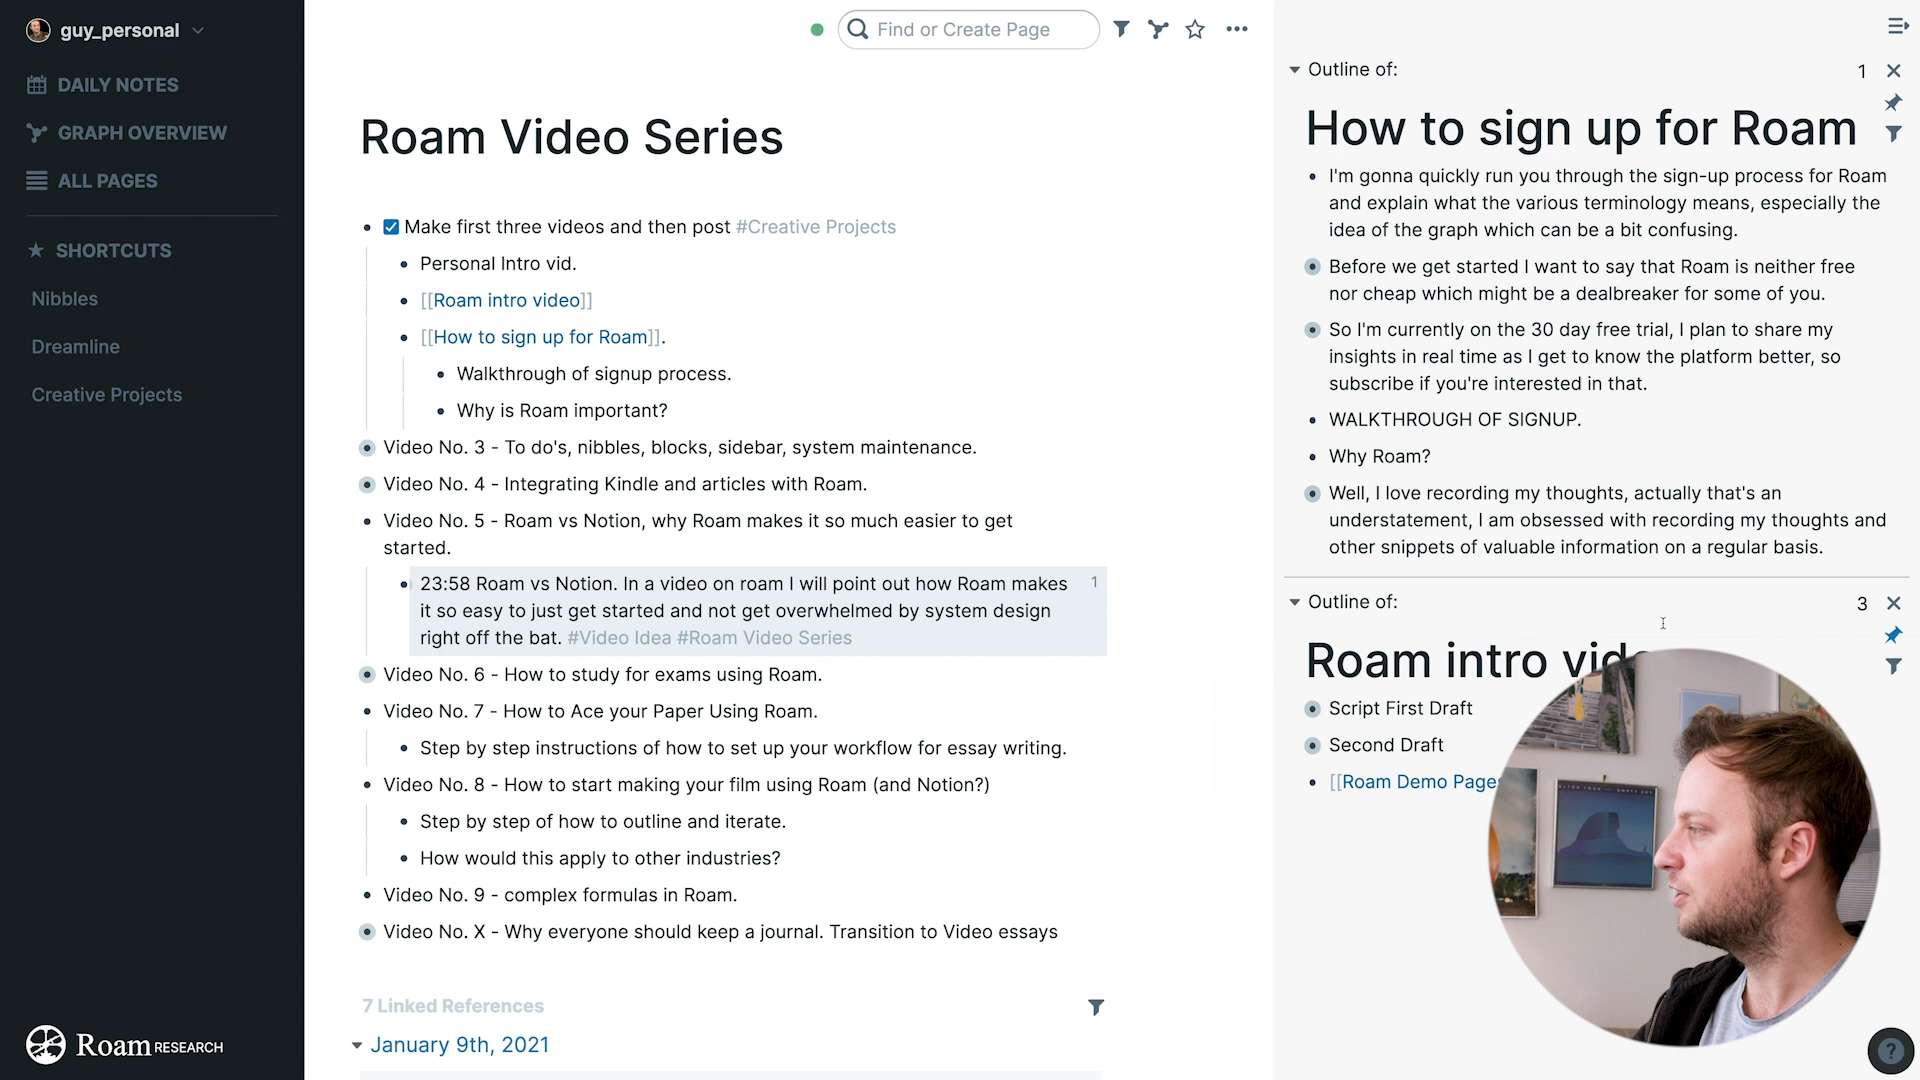 guy_personal
DAILY NOTES
GRAPH OVERVIEW
ALL PAGES
SHORTCUTS
Nibbles
Dreamline
Creative Projects
Roam RESEARCH
Find or Create Page
Roam Video Series
Make first three videos and then post #Creative Projects
Personal Intro vid.
[[Roam intro video]]
[[How to sign up for Roam]].
Walkthrough of signup process.
Why is Roam important?
Video No. 3 - To do's, nibbles, blocks, sidebar, system maintenance.
Video No. 4 - Integrating Kindle and articles with Roam.
Video No. 5 - Roam vs Notion, why Roam makes it so much easier to get
started.
23:58 Roam vs Notion. In a video on roam I will point out how Roam makes 1
it so easy to just get started and not get overwhelmed by system design
right off the bat. #Video Idea #Roam Video Series
Video No. 6 - How to study for exams using Roam.
Video No. 7 - How to Ace your Paper Using Roam.
Step by step instructions of how to set up your workflow for essay writing.
Video No. 8 - How to start making your film using Roam (and Notion?)
Step by step of how to outline and iterate.
How would this apply to other industries?
Video No. 9 - complex formulas in Roam.
Video No. X - Why everyone should keep a journal. Transition to Video essays
7 Linked References
January 9th, 2021
Outline of: 1
How to sign up for Roam
I'm gonna quickly run you through the sign-up process for Roam
and explain what the various terminology means, especially the
idea of the graph which can be a bit confusing.
Before we get started I want to say that Roam is neither free
nor cheap which might be a dealbreaker for some of you.
So I'm currently on the 30 day free trial, I plan to share my
insights in real time as I get to know the platform better, so
subscribe if you're interested in that.
WALKTHROUGH OF SIGNUP.
Why Roam?
Well, I love recording my thoughts, actually that's an
understatement, I am obsessed with recording my thoughts and
other snippets of valuable information on a regular basis.
Outline of: 3
Roam intro
Script First Draft
Second Draft
[[Roam Demo Pages
?